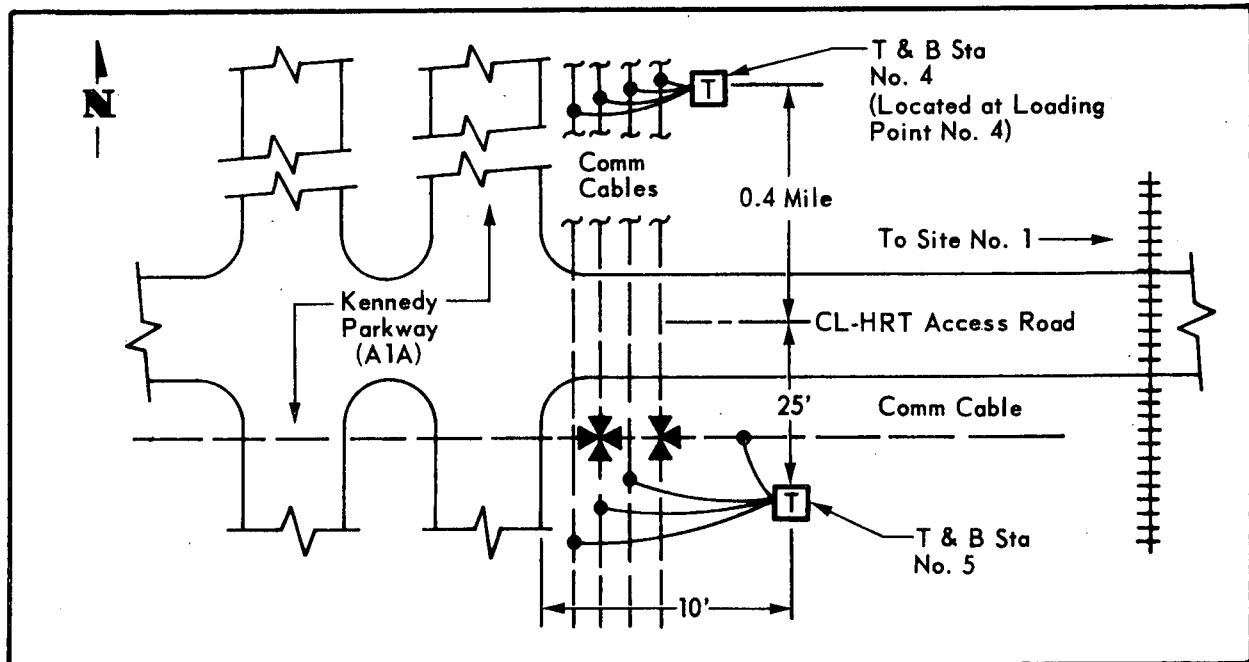 N
T
T & B Sta
No. 4
(Located at Loading
Point No. 4)
Comm
Cables
0.4 Mile
To Site No. 1
Kennedy
Parkway
(A1A)
CL-HRT Access Road
25'
Comm Cable
T
T & B Sta
No. 5
10'